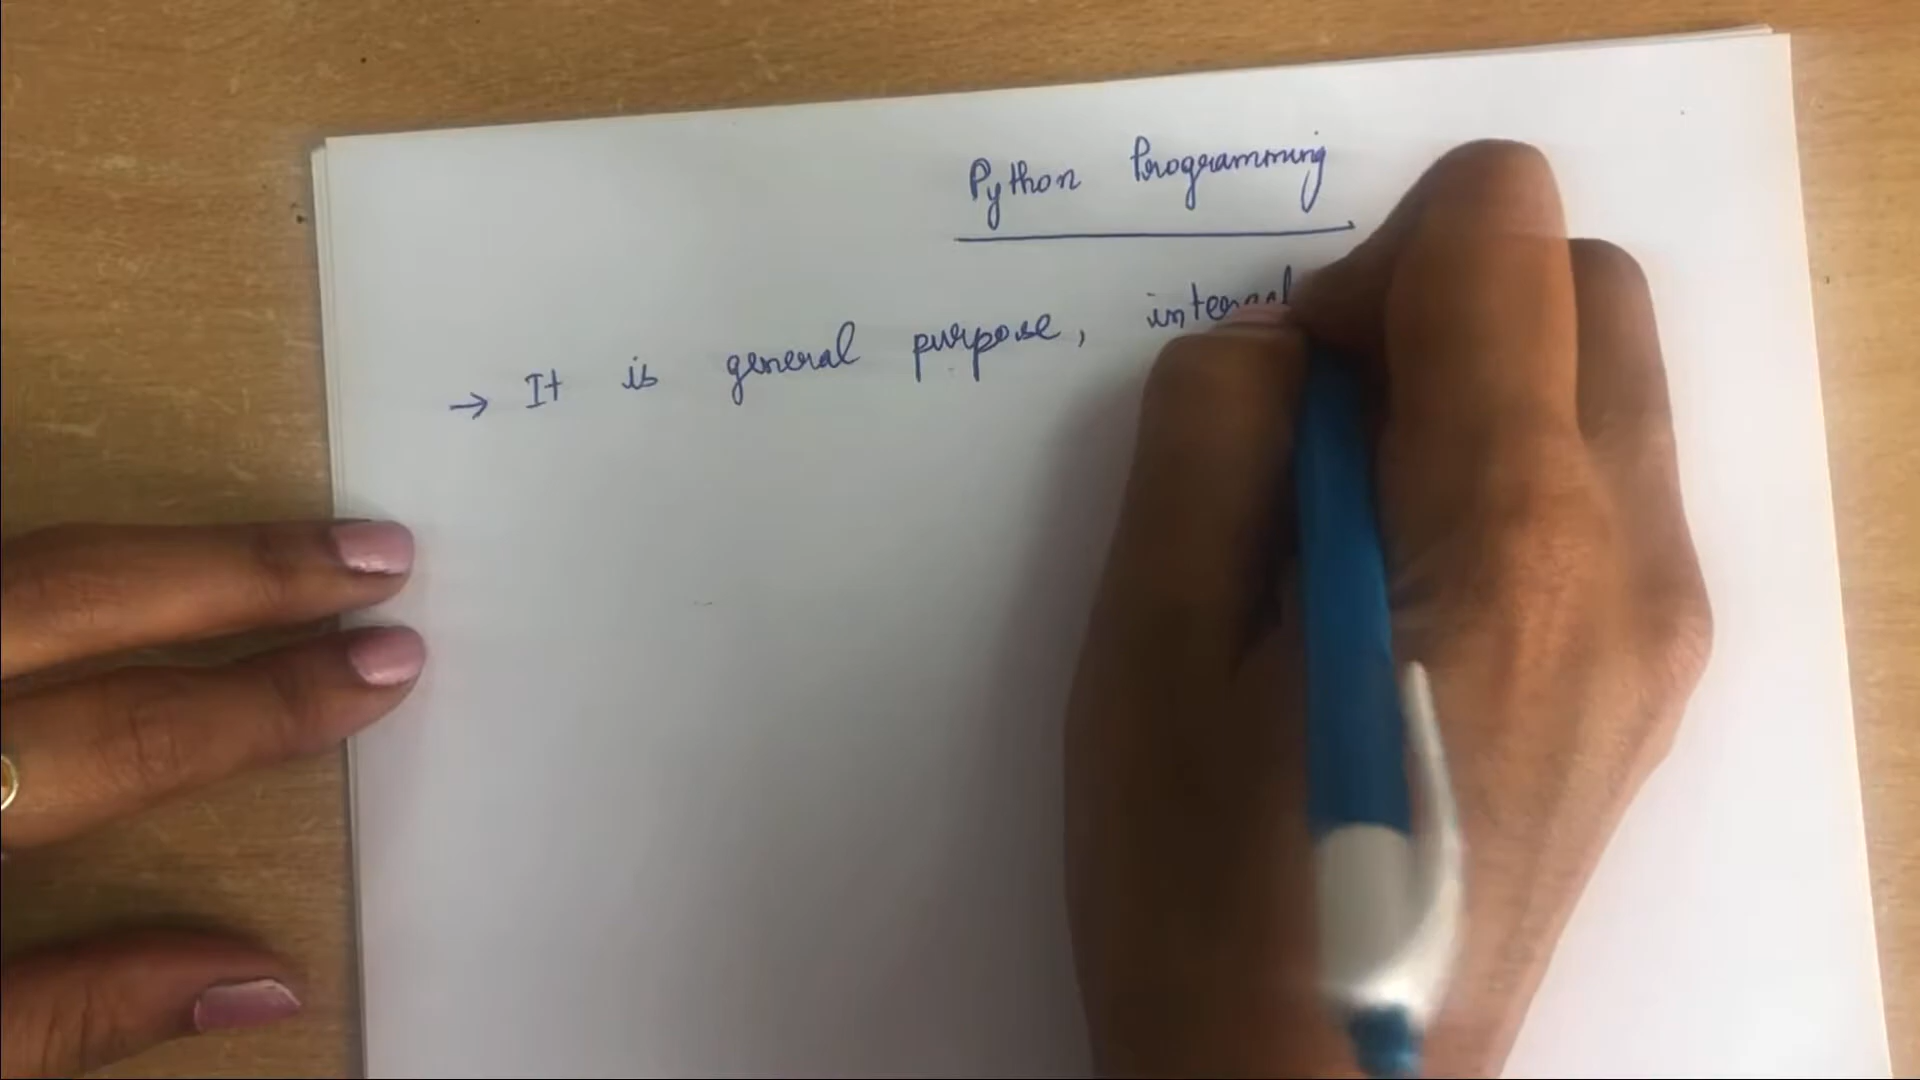 Python Programming
→ It is general purpose,